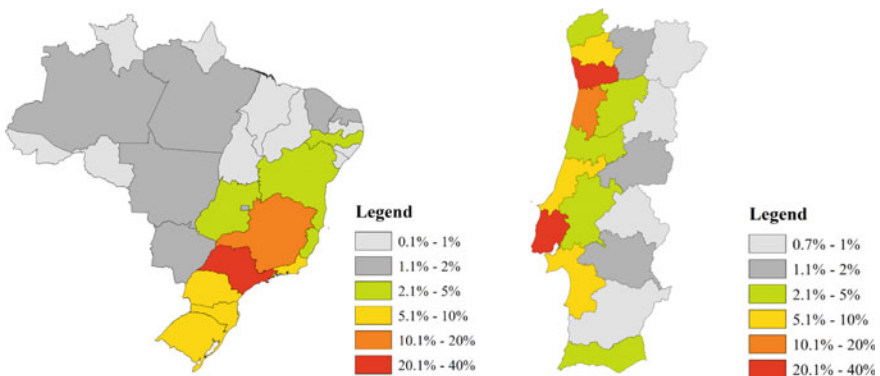 Legend
0.1% - 1%
1.1% - 2%
2.1% - 5%
5.1% - 10%
10.1% - 20%
20.1% - 40%
Legend
0.7% - 1%
1.1% - 2%
2.1% - 5%
5.1% - 10%
10.1% - 20%
20.1% - 40%